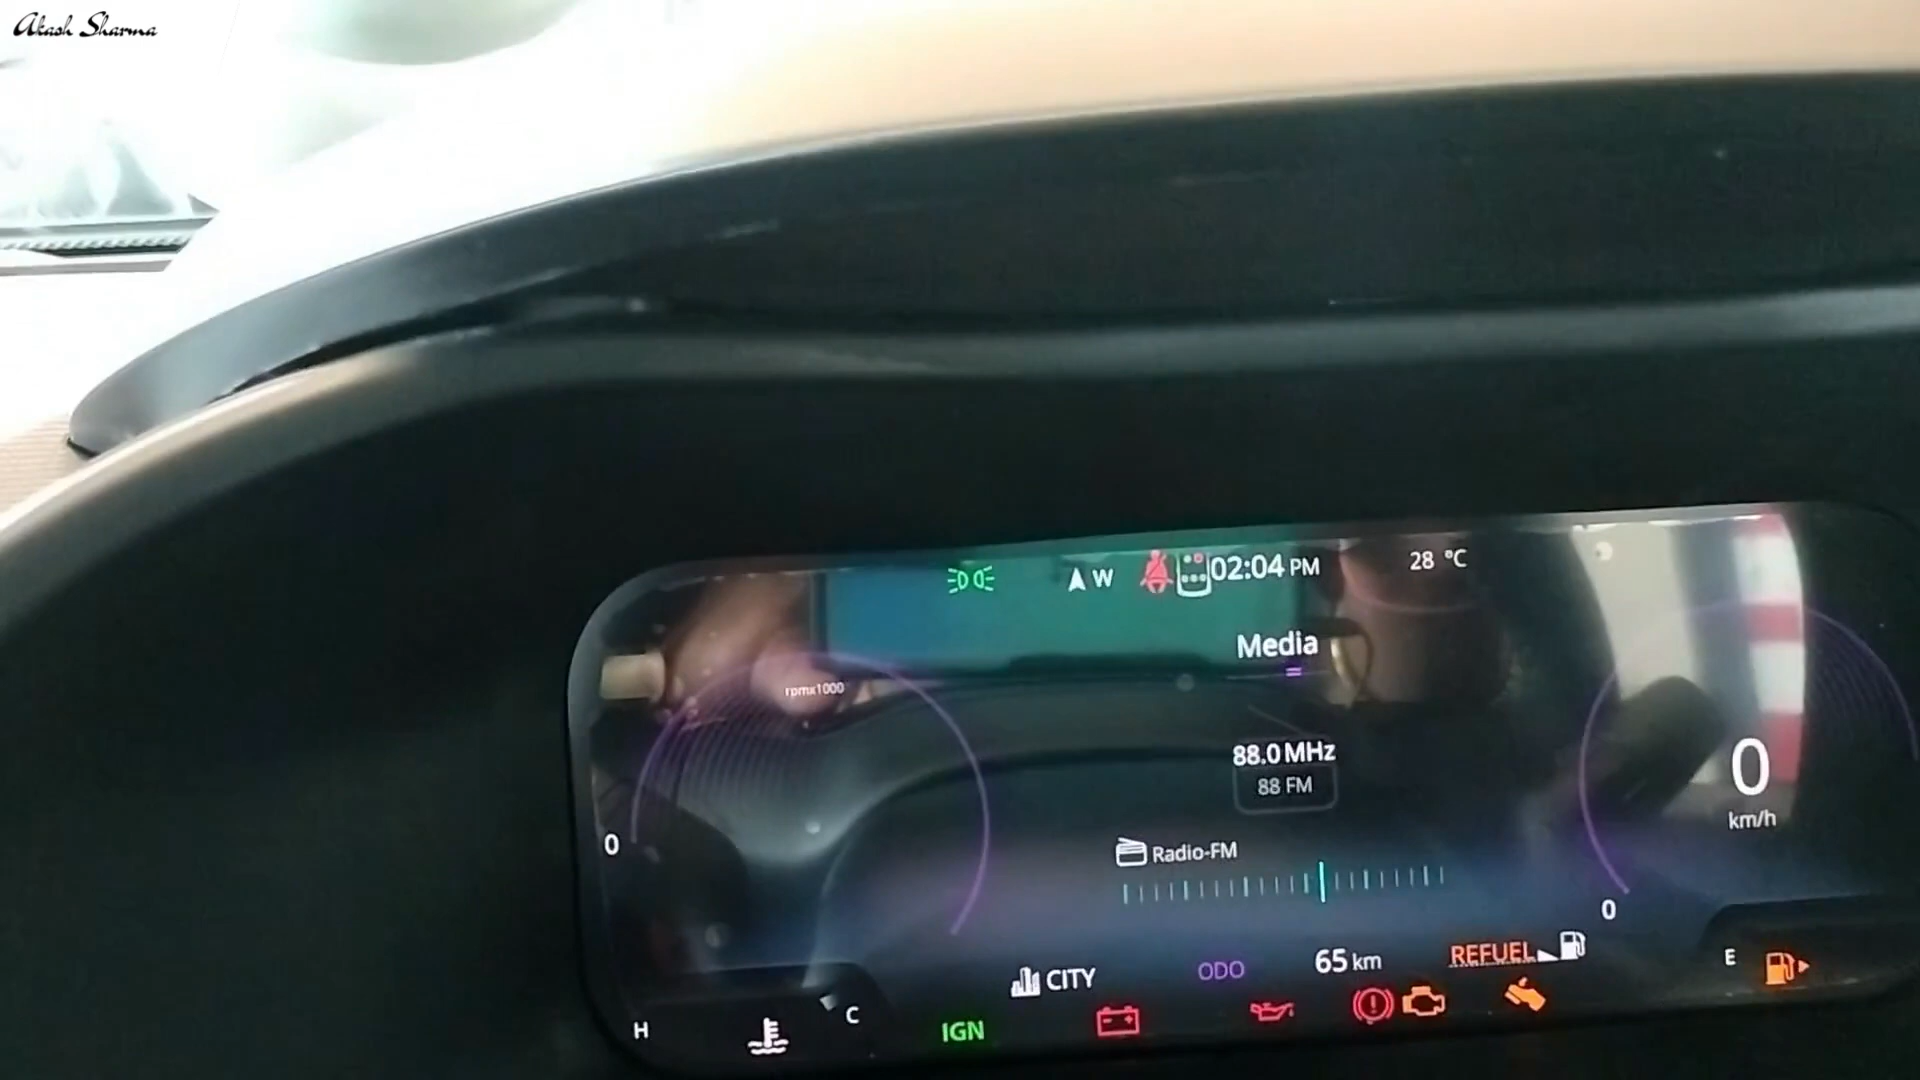 Akash Sharma
W
02:04 PM
28 °C
Media
rpmx1000
88.0 MHz
88 FM
0
0
km/h
Radio-FM
0
CITY
ODO
65 km
REFUEL
E
H
C
IGN